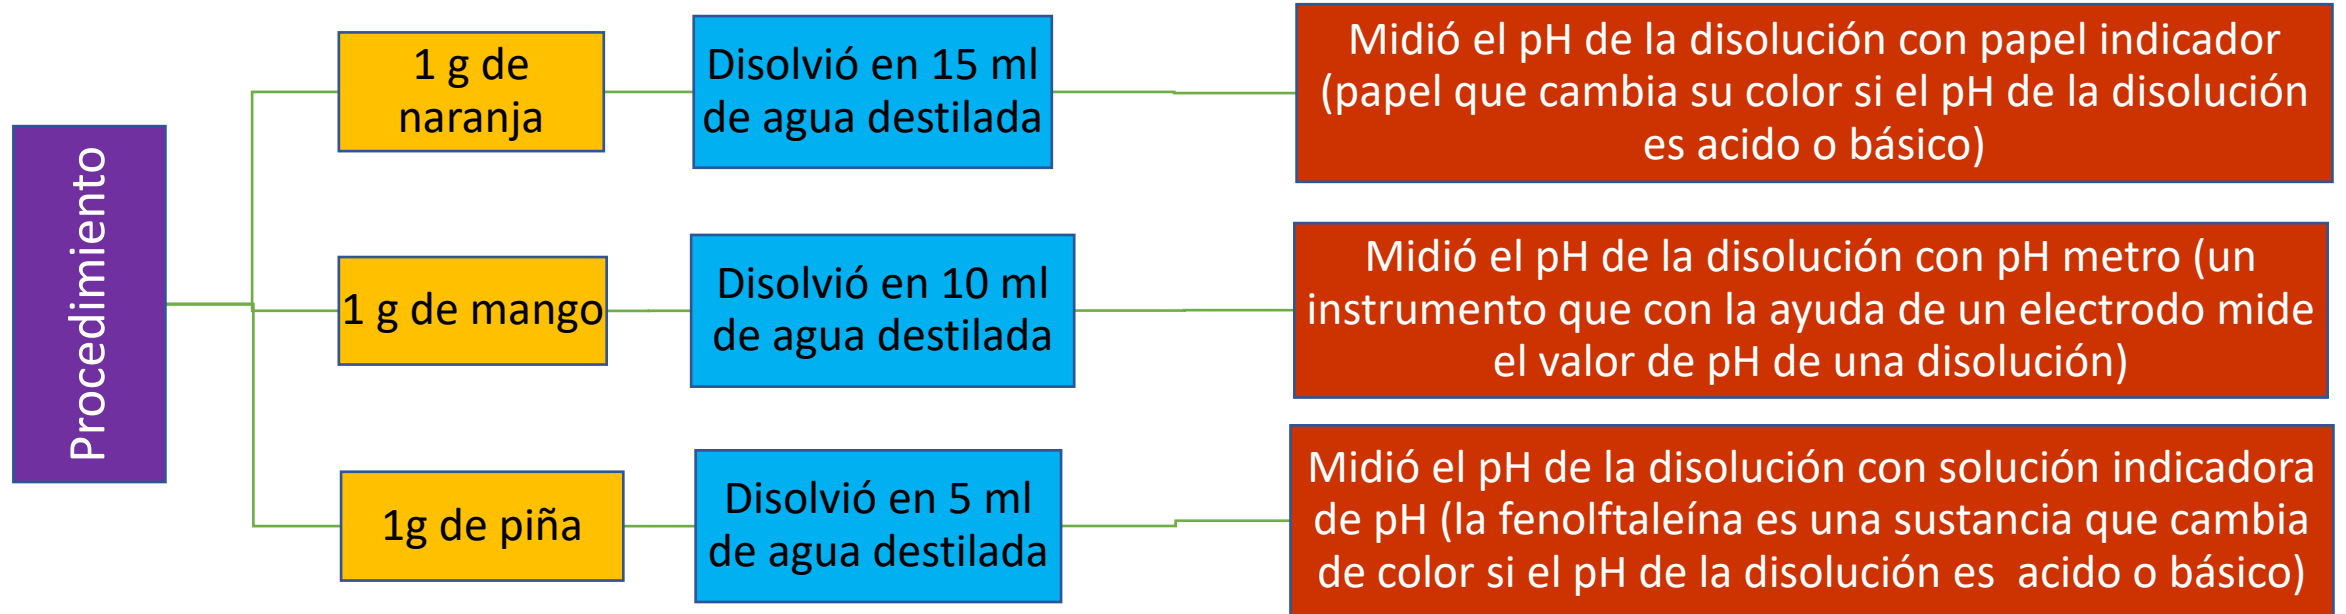 Procedimiento
1 g de
naranja
Disolvió en 15 ml
de agua destilada
Midió el pH de la disolución con papel indicador
(papel que cambia su color si el pH de la disolución
es acido o básico)
1 g de mango
Disolvió en 10 ml
de agua destilada
Midió el pH de la disolución con pH metro (un
instrumento que con la ayuda de un electrodo mide
el valor de pH de una disolución)
1g de piña
Disolvió en 5 ml
de agua destilada
Midió el pH de la disolución con solución indicadora
de pH (la fenolftaleína es una sustancia que cambia
de color si el pH de la disolución es acido o básico)